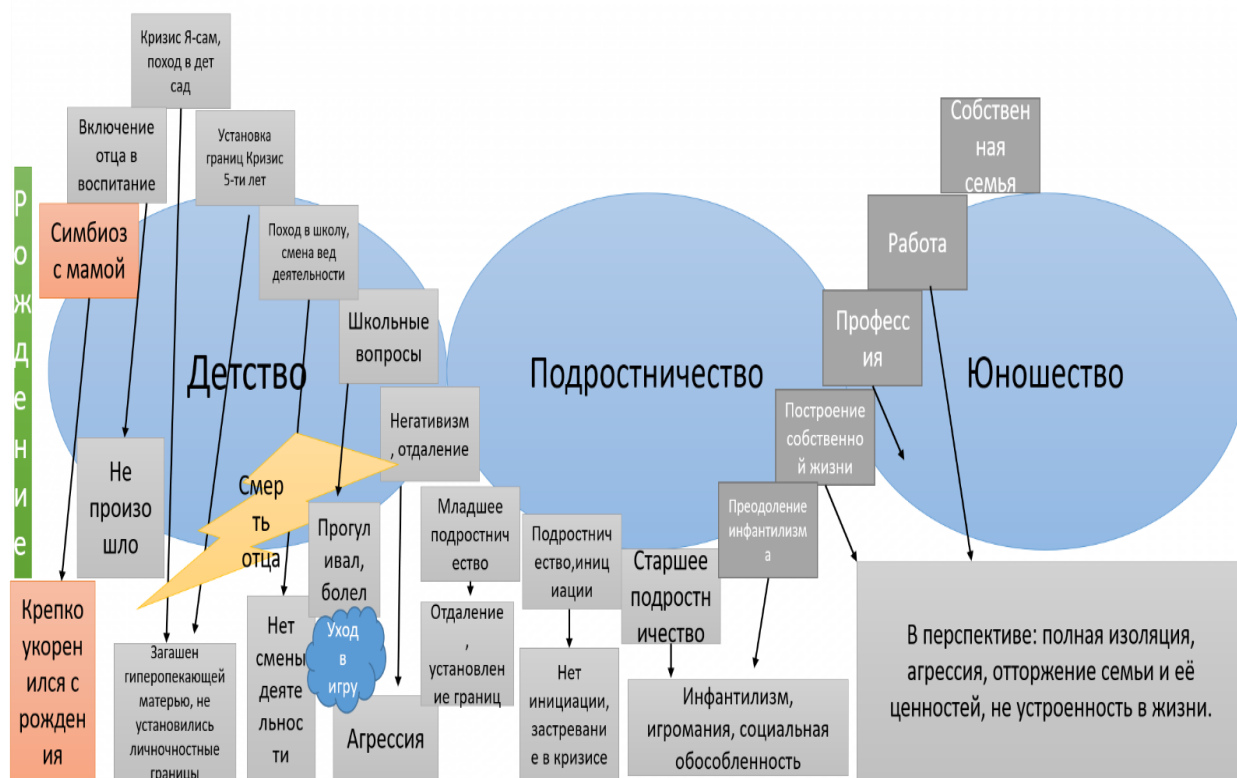 Кризис Я-сам,
поход в дет
сад
Включение
отца в
воспитание
Установка
границ Кризис
5-ти лет
Собствен
ная
семья
Рождение
Симбиоз
с мамой
Поход в школу,
смена вед
деятельности
Работа
Школьные
вопросы
Професс
ия
Детство
Подростничество
Юношество
Негативизм
, отдаление
Построение
собственно
й жизни
Не
произо
шло
Смер
ть
отца
Младшее
подростнич
ество
Преодоление
инфантилизм
а
Прогул
ивал,
болел
Подростнич
ество,иниц
иации
Старшее
подростн
ичество
Крепко
укорен
ился с
рожден
ия
Загашен
гиперопекающей
матерью, не
установились
личночностные
границы
Нет
смены
деяте
льнос
ти
Уход
в
игру
Агрессия
Отдаление
,
установлен
ие границ
Нет
инициации,
застревани
е в кризисе
Инфантилизм,
игромания, социальная
обособленность
В перспективе: полная изоляция,
агрессия, отторжение семьи и её
ценностей, не устроенность в жизни.